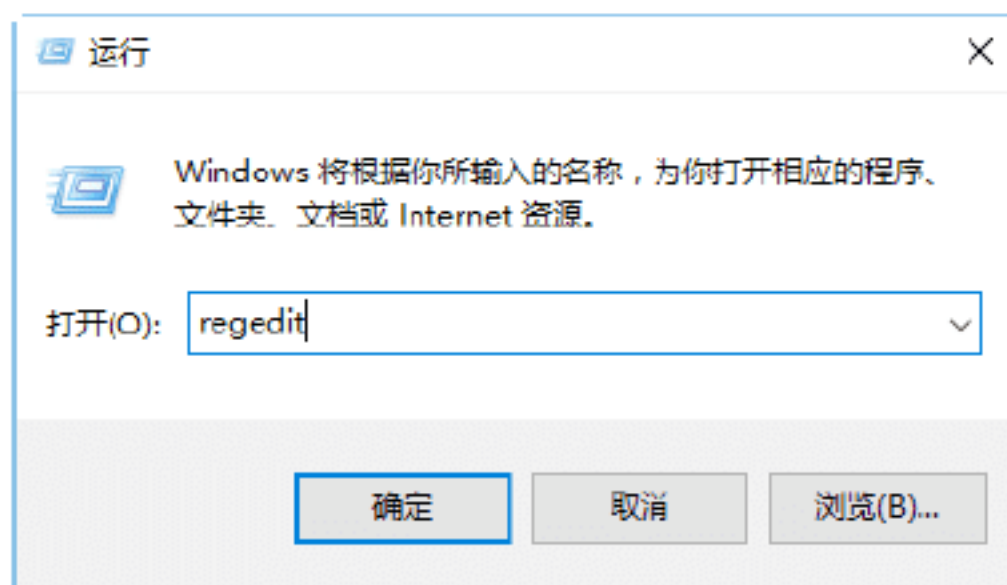 运行
Windows 将根据你所输入的名称，为你打开相应的程序、
文件夹、文档或 Internet 资源。
打开(O):
regedit
确定
取消
浏览(B)...